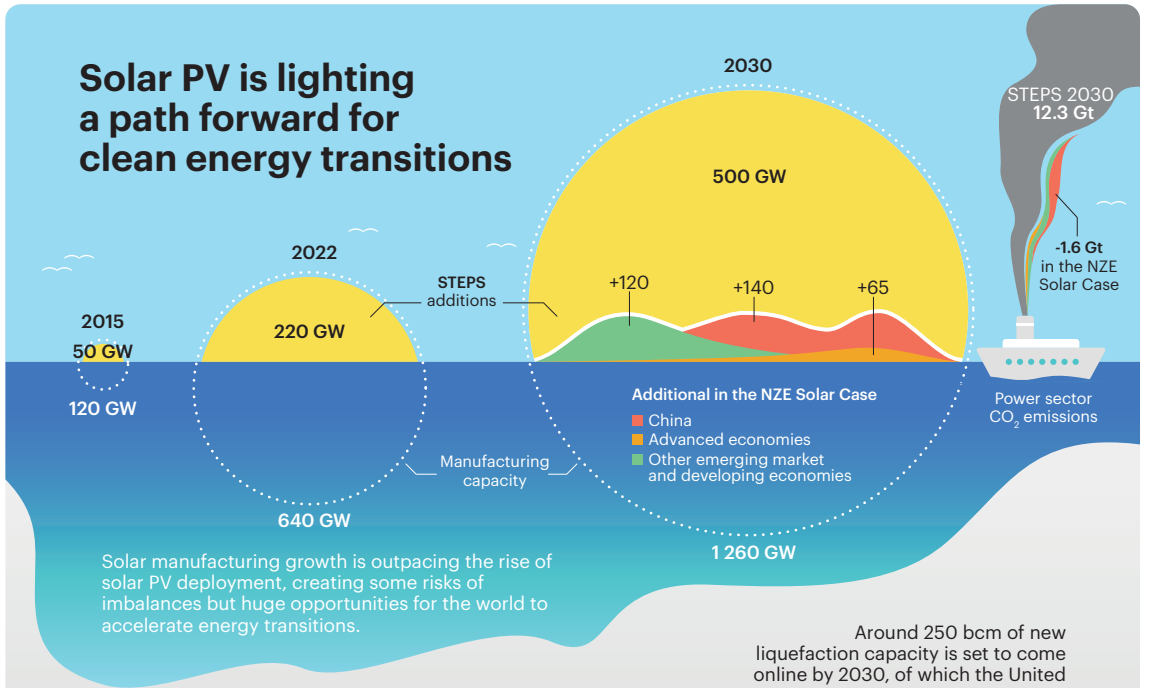 Solar PV is lighting
a path forward for
clean energy transitions
2015
50 GW
120 GW
2022
220 GW
640 GW
STEPS
additions
Manufacturing
capacity
2030
500 GW
+120
+140
+65
Additional in the NZE Solar Case
China
Advanced economies
Other emerging market
and developing economies
1 260 GW
STEPS 2030
12.3 Gt
-1.6 Gt
in the NZE
Solar Case
Power sector
CO2 emissions
Solar manufacturing growth is outpacing the rise of
solar PV deployment, creating some risks of
imbalances but huge opportunities for the world to
accelerate energy transitions.
Around 250 bcm of new
liquefaction capacity is set to come
online by 2030, of which the United